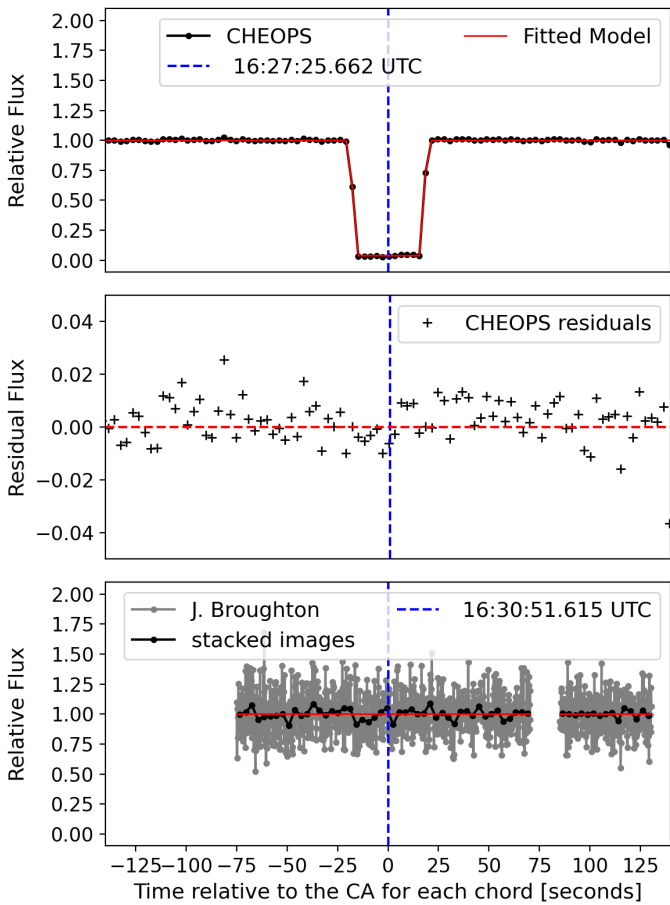 2.00
1.75
1.50
1.25
1.00
0.75
0.50
0.25
0.00
Relative Flux
CHEOPS
16:27:25.662 UTC
Fitted Model
0.04
0.02
0.00
−0.02
−0.04
Residual Flux
CHEOPS residuals
2.00
1.75
1.50
1.25
1.00
0.75
0.50
0.25
0.00
Relative Flux
J. Broughton
stacked images
16:30:51.615 UTC
−125 −100 −75 −50 −25 0 25 50 75 100 125
Time relative to the CA for each chord [seconds]